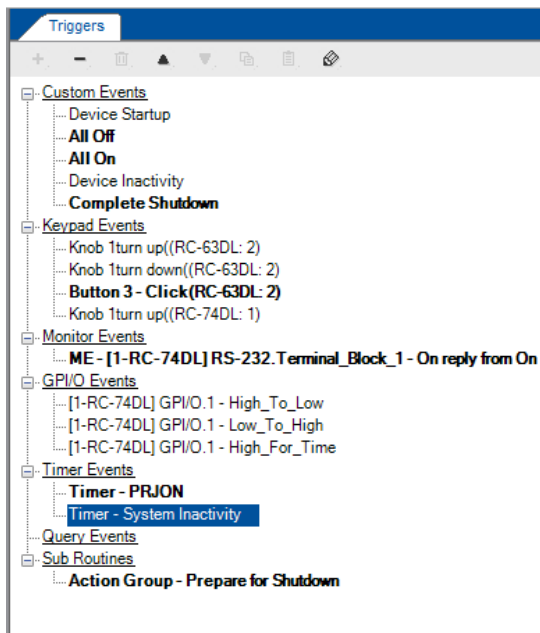 Triggers
Custom Events
Device Startup
All Off
All On
Device Inactivity
Complete Shutdown
Keypad Events
Knob 1turn up((RC-63DL: 2)
Knob 1turn down((RC-63DL: 2)
Button 3 - Click(RC-63DL: 2)
Knob 1turn up((RC-74DL: 1)
Monitor Events
ME - [1-RC-74DL] RS-232.Terminal_Block_1 - On reply from On
GPI/O Events
[1-RC-74DL] GPI/O.1 - High_To_Low
[1-RC-74DL] GPI/O.1 - Low_To_High
[1-RC-74DL] GPI/O.1 - High_For_Time
Timer Events
Timer - PRJON
Timer - System Inactivity
Query Events
Sub Routines
Action Group - Prepare for Shutdown